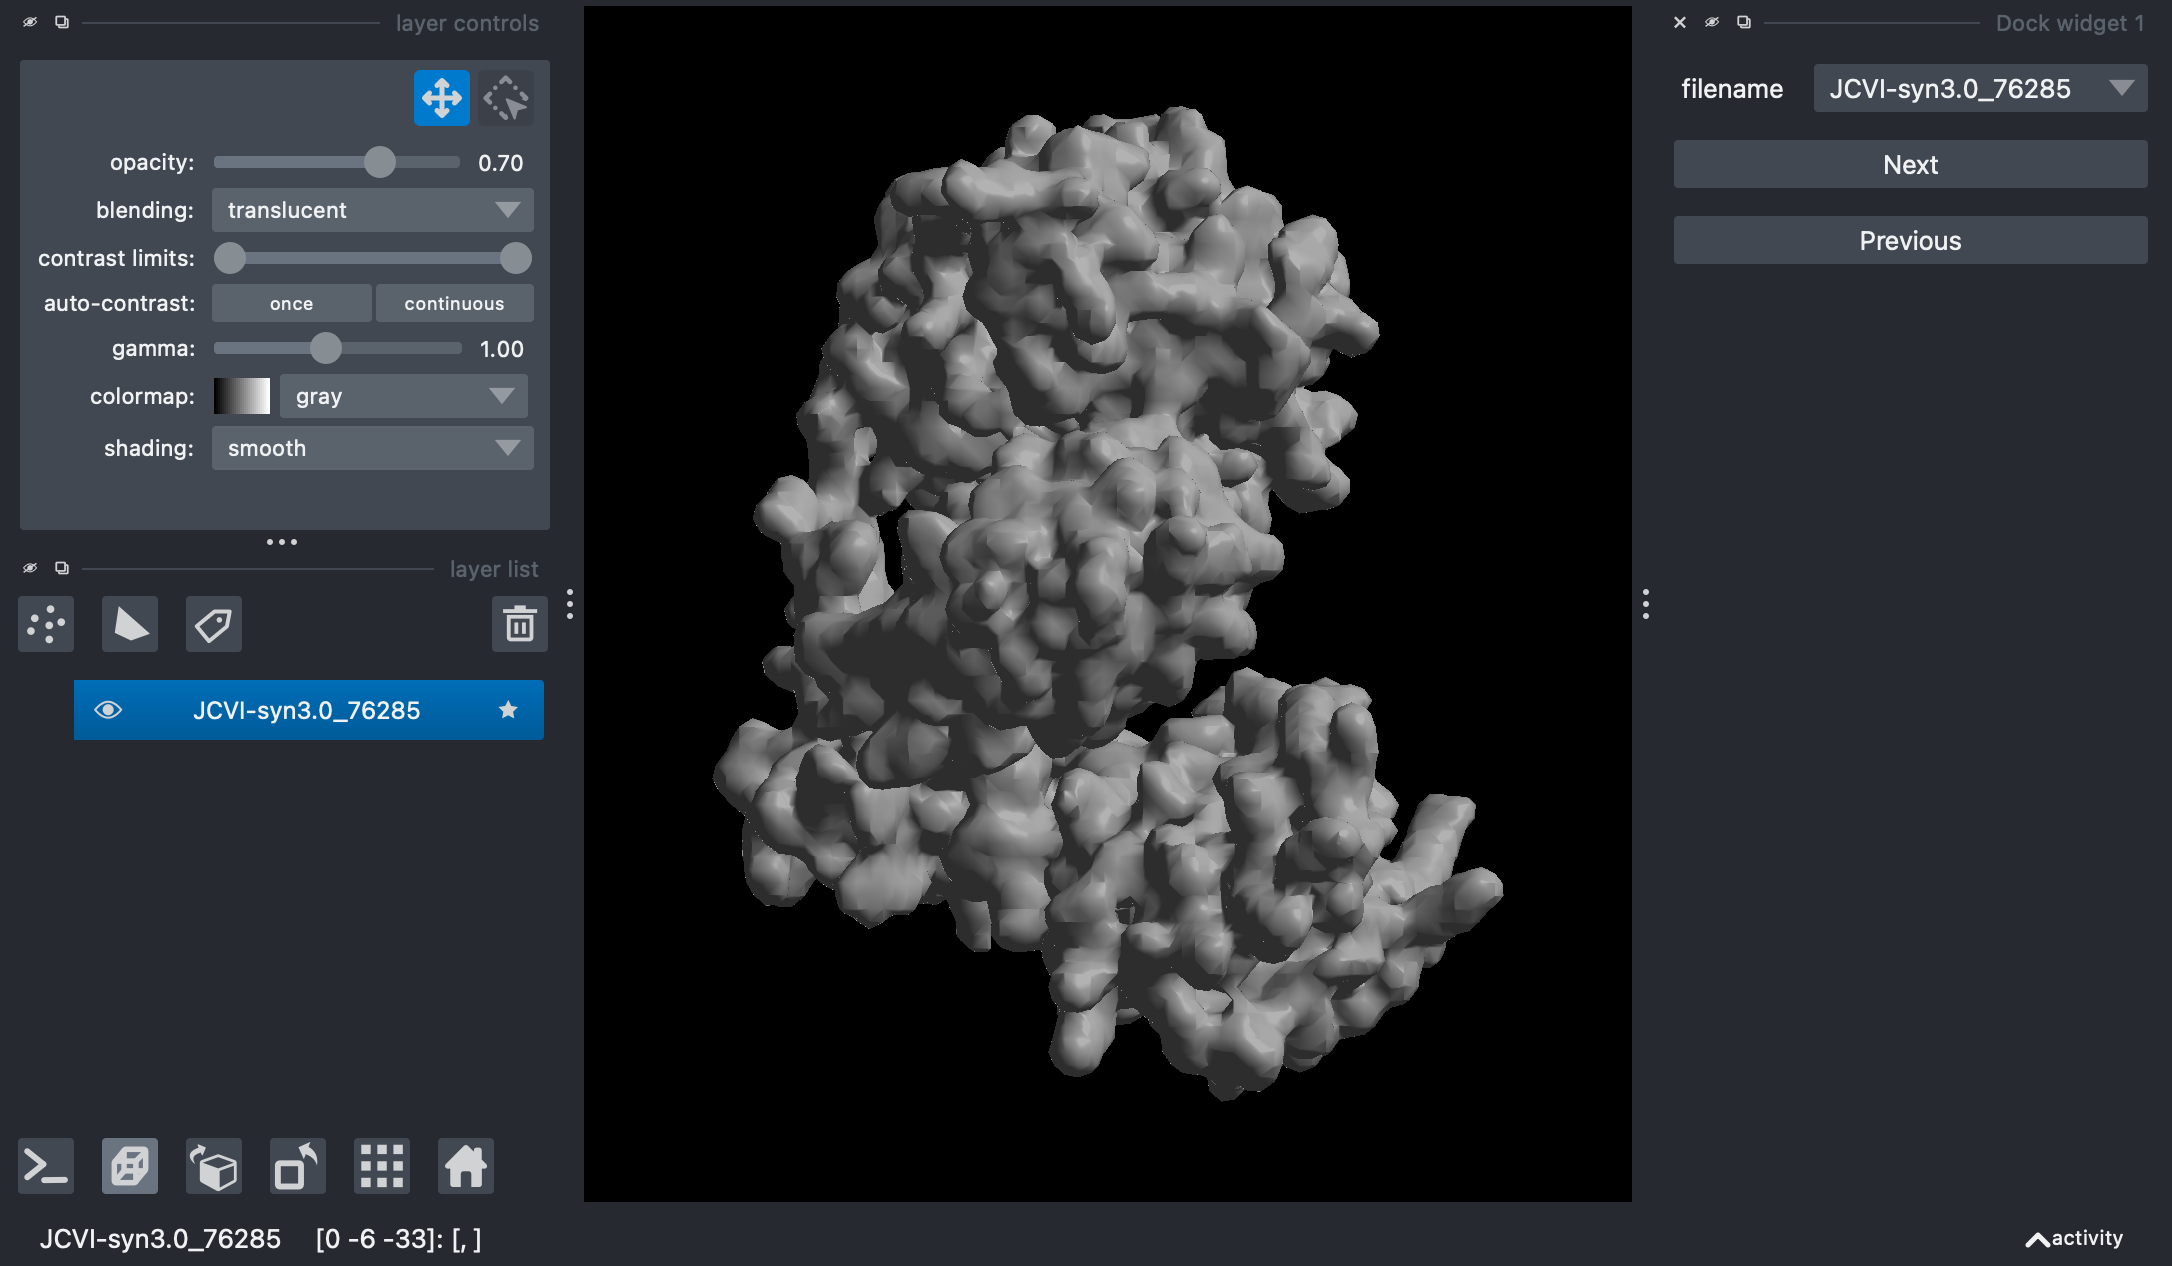 layer controls
opacity: 0.70
blending: translucent
contrast limits:
auto-contrast: once continuous
gamma: 1.00
colormap: gray
shading: smooth
layer list
JCVI-syn3.0_76285
JCVI-syn3.0_76285 [0 -6 -33]: [, ]
Dock widget 1
filename JCVI-syn3.0_76285
Next
Previous
activity